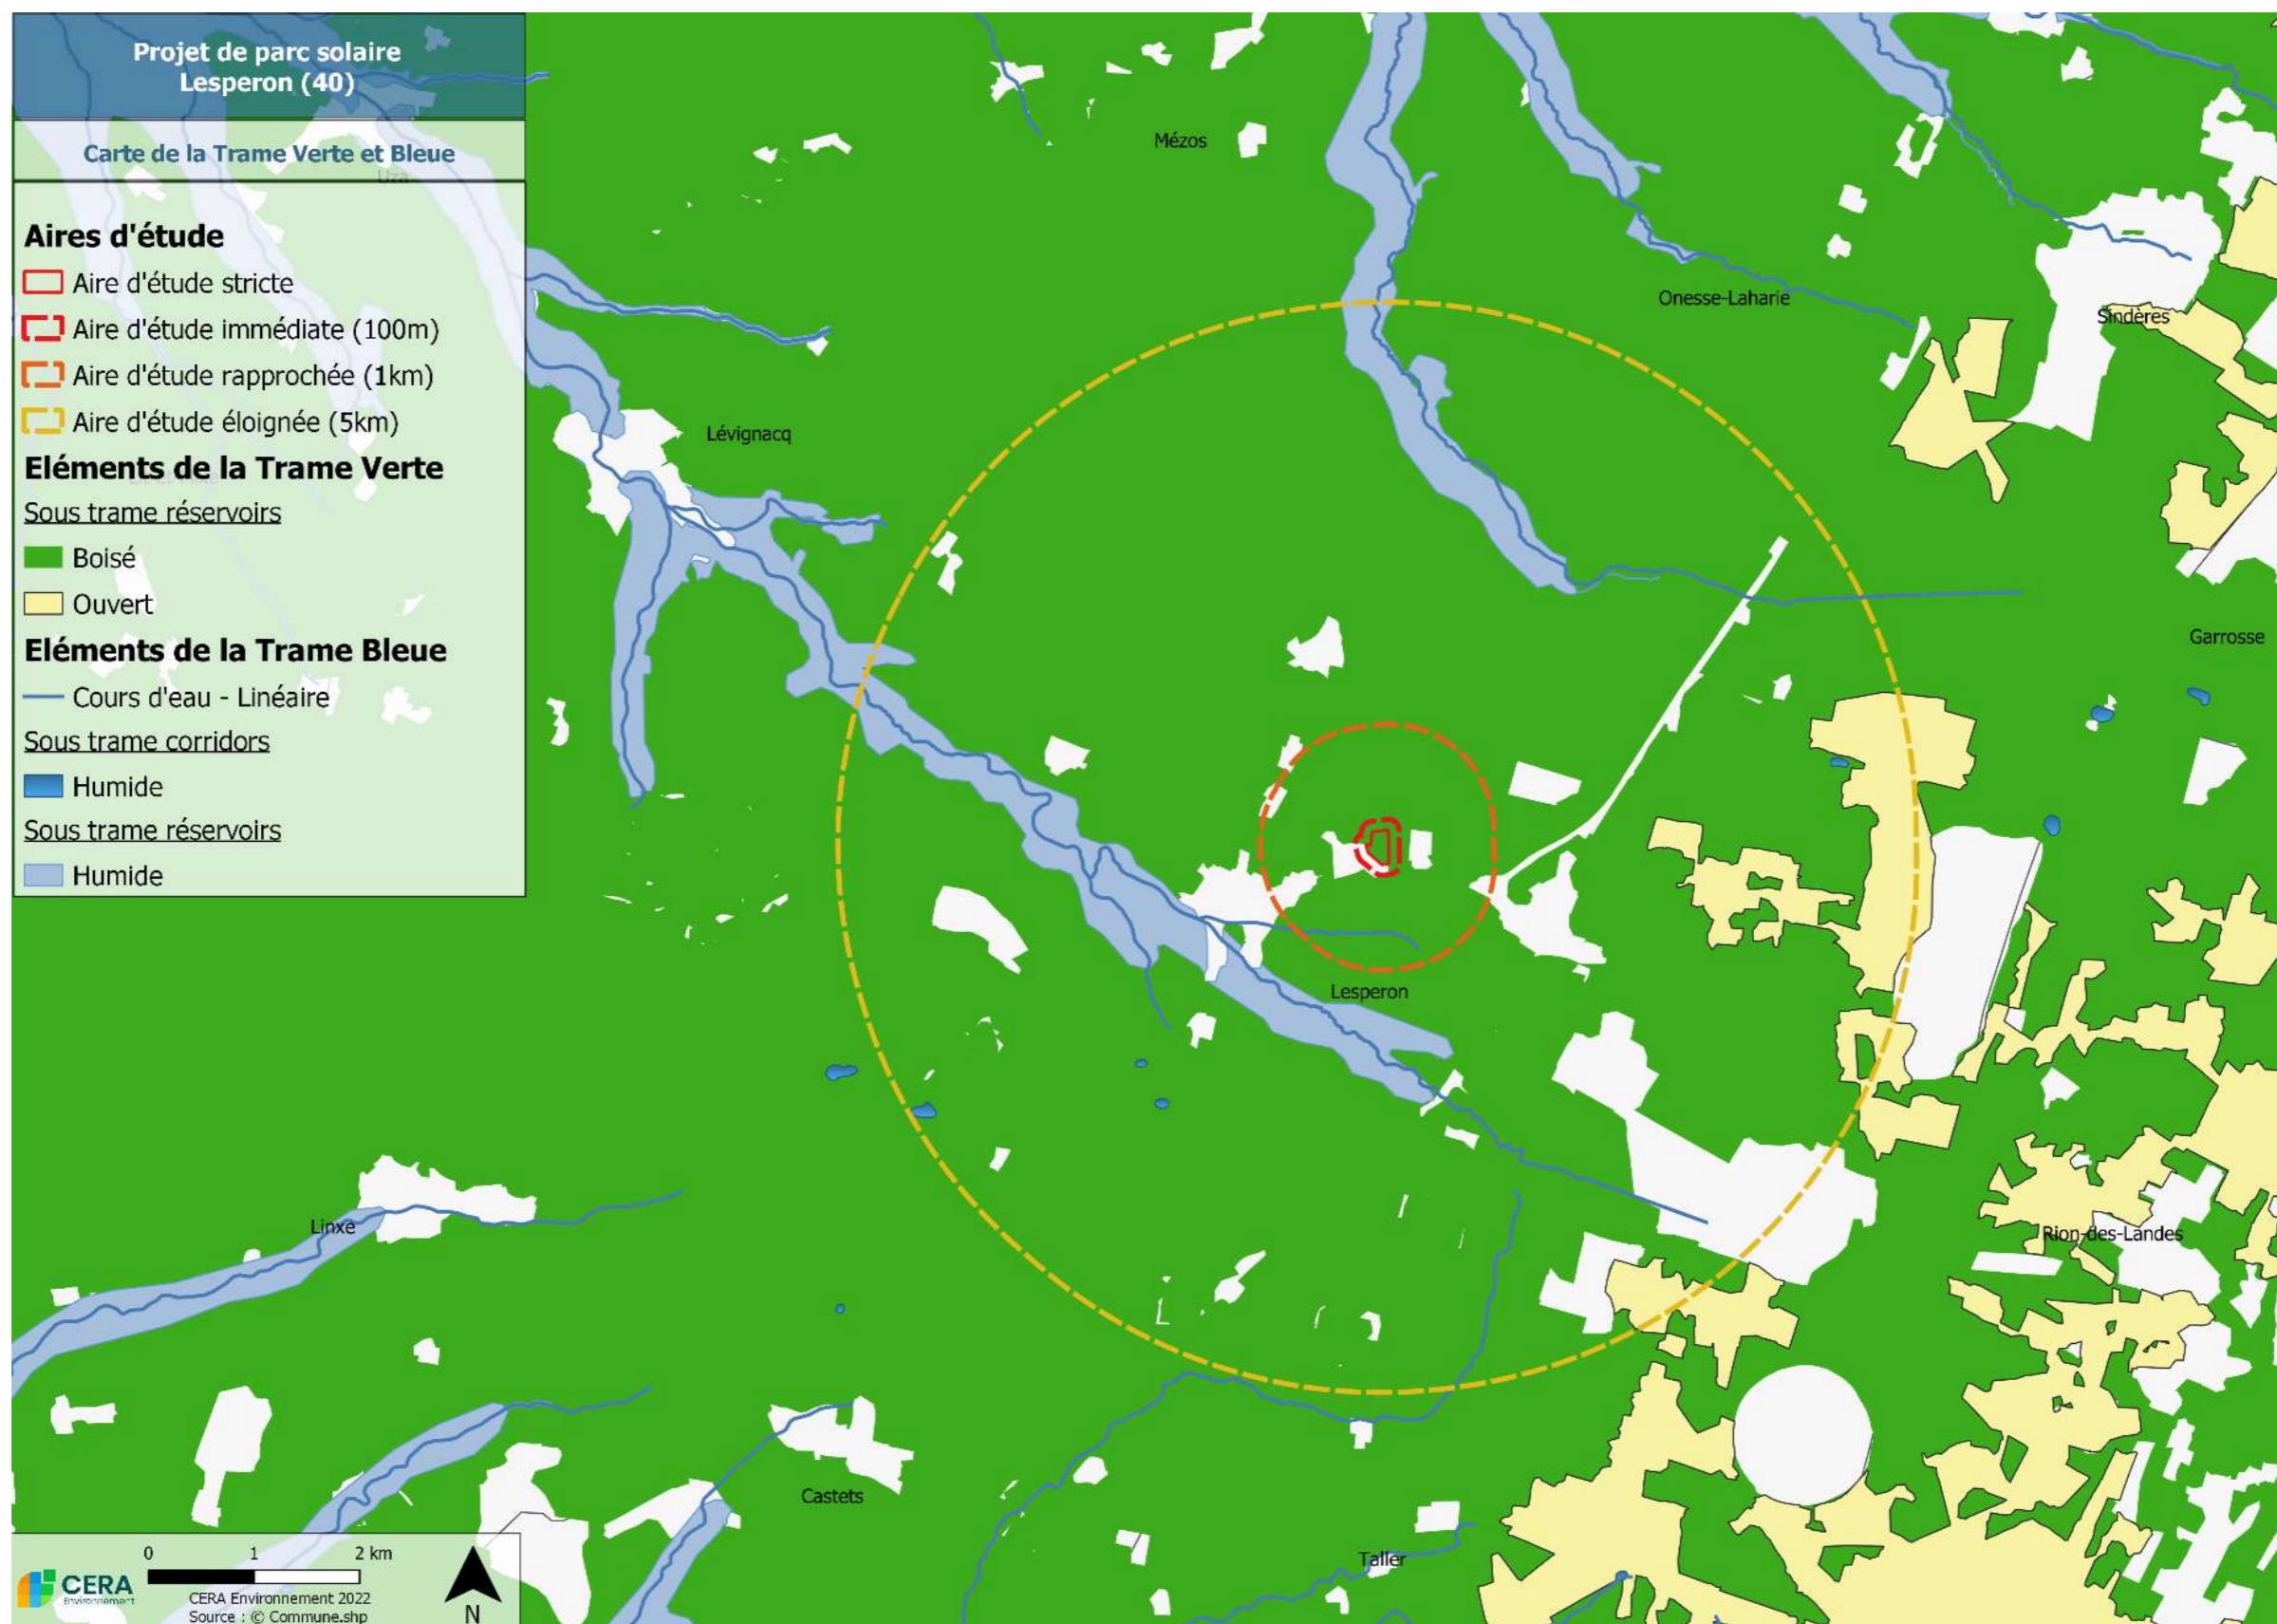 Projet de parc solaire
Lesperon (40)
Carte de la Trame Verte et Bleue
Uza
Aires d'étude
Aire d'étude stricte
Aire d'étude immédiate (100m)
Aire d'étude rapprochée (1km)
Aire d'étude éloignée (5km)
Eléments de la Trame Verte
Sous trame réservoirs
Boisé
Ouvert
Eléments de la Trame Bleue
Cours d'eau - Linéaire
Sous trame corridors
Humide
Sous trame réservoirs
Humide
Mézos
Onesse-Laharie
Sindères
Lévignacq
Garrosse
Lesperon
Linxe
Rion-des-Landes
Castets
Taller
0 1 2 km
CERA
Environnement
CERA Environnement 2022
Source : © Commune.shp
N